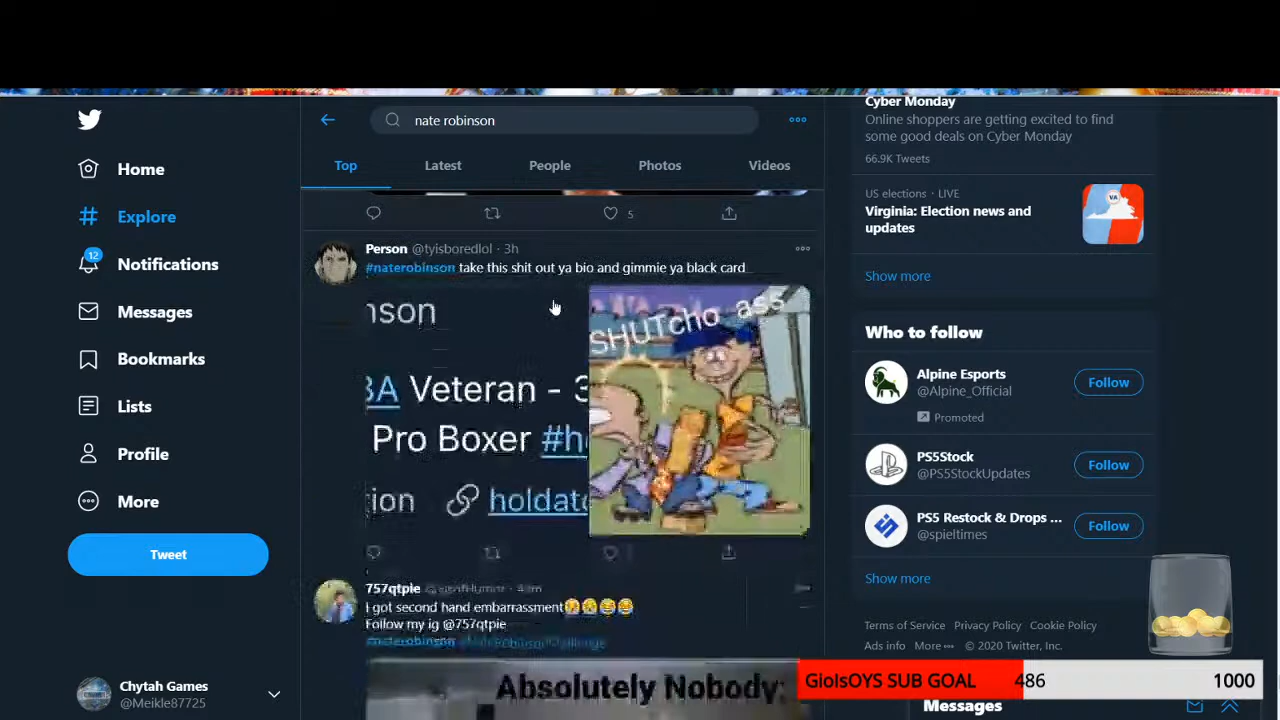 nate robinson
Top
Latest
People
Photos
Videos
Home
Explore
12
Notifications
Messages
Bookmarks
Lists
Profile
More
Tweet
Chytah Games
@Meikle87725
5
Person @tyisboredlol · 3h
#naterobinson take this shit out ya bio and gimmie ya black card
nson
BA Veteran - 3
Pro Boxer #h
tion holdat
SHUTcho ass
757qtpie
I got second hand embarrassment
Follow my ig @757qtpie
#naterobinson
Absolutely Nobody:
Cyber Monday
Online shoppers are getting excited to find
some good deals on Cyber Monday
66.9K Tweets
US elections · LIVE
Virginia: Election news and
updates
VA
Show more
Who to follow
Alpine Esports
@Alpine_Official
Follow
Promoted
PS5Stock
@PS5StockUpdates
Follow
PS5 Restock & Drops ...
@spieltimes
Follow
Show more
Terms of Service Privacy Policy Cookie Policy
Ads info More ••• © 2020 Twitter, Inc.
GioISOYS SUB GOAL 486 1000
Messages